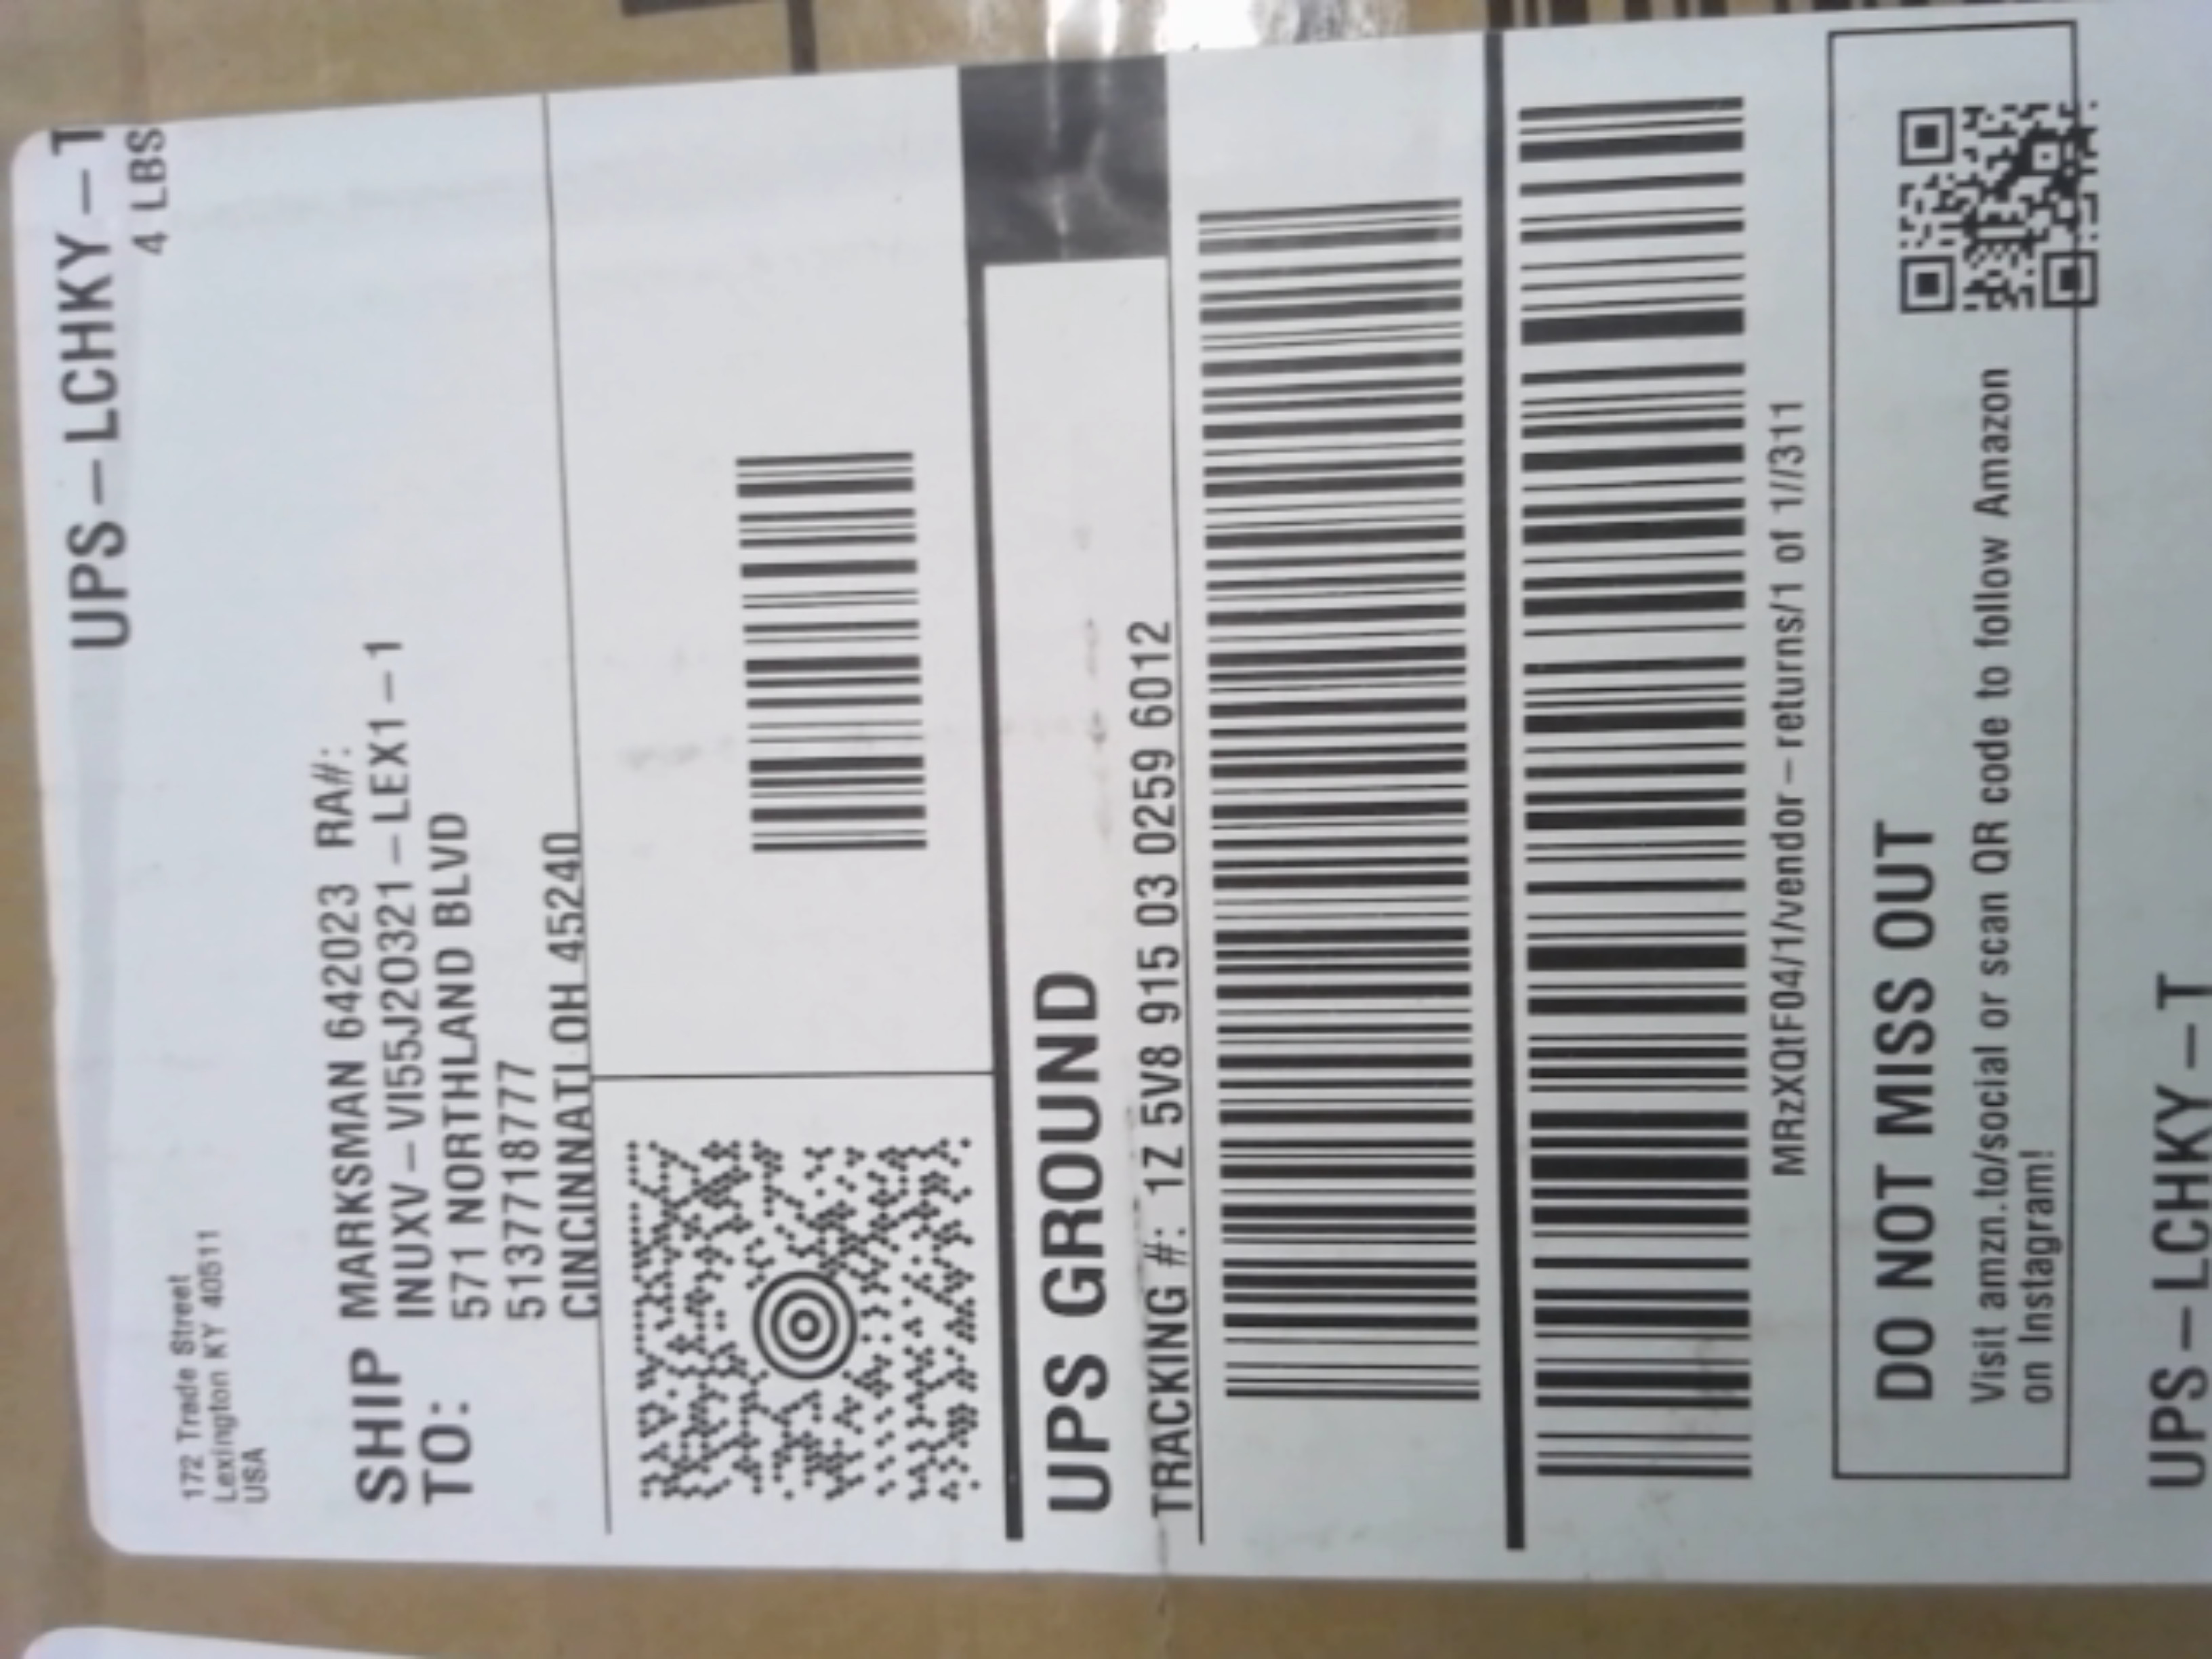 UPS-LCHKY-T
4 LBS
172 Trade Street
Lexington KY 40511
USA
SHIP TO:
MARKSMAN 642023 RA#:
INUXV-VI55J20321-LEX1-1
571 NORTHLAND BLVD
5137718777
CINCINNATI OH 45240
UPS GROUND
TRACKING #: 1Z 5V8 915 03 0259 6012
MRzXQtF04/1/vendor-returns/1 of 1//311
DO NOT MISS OUT
Visit amzn.to/social or scan QR code to follow Amazon
on Instagram!
UPS-LCHKY-T